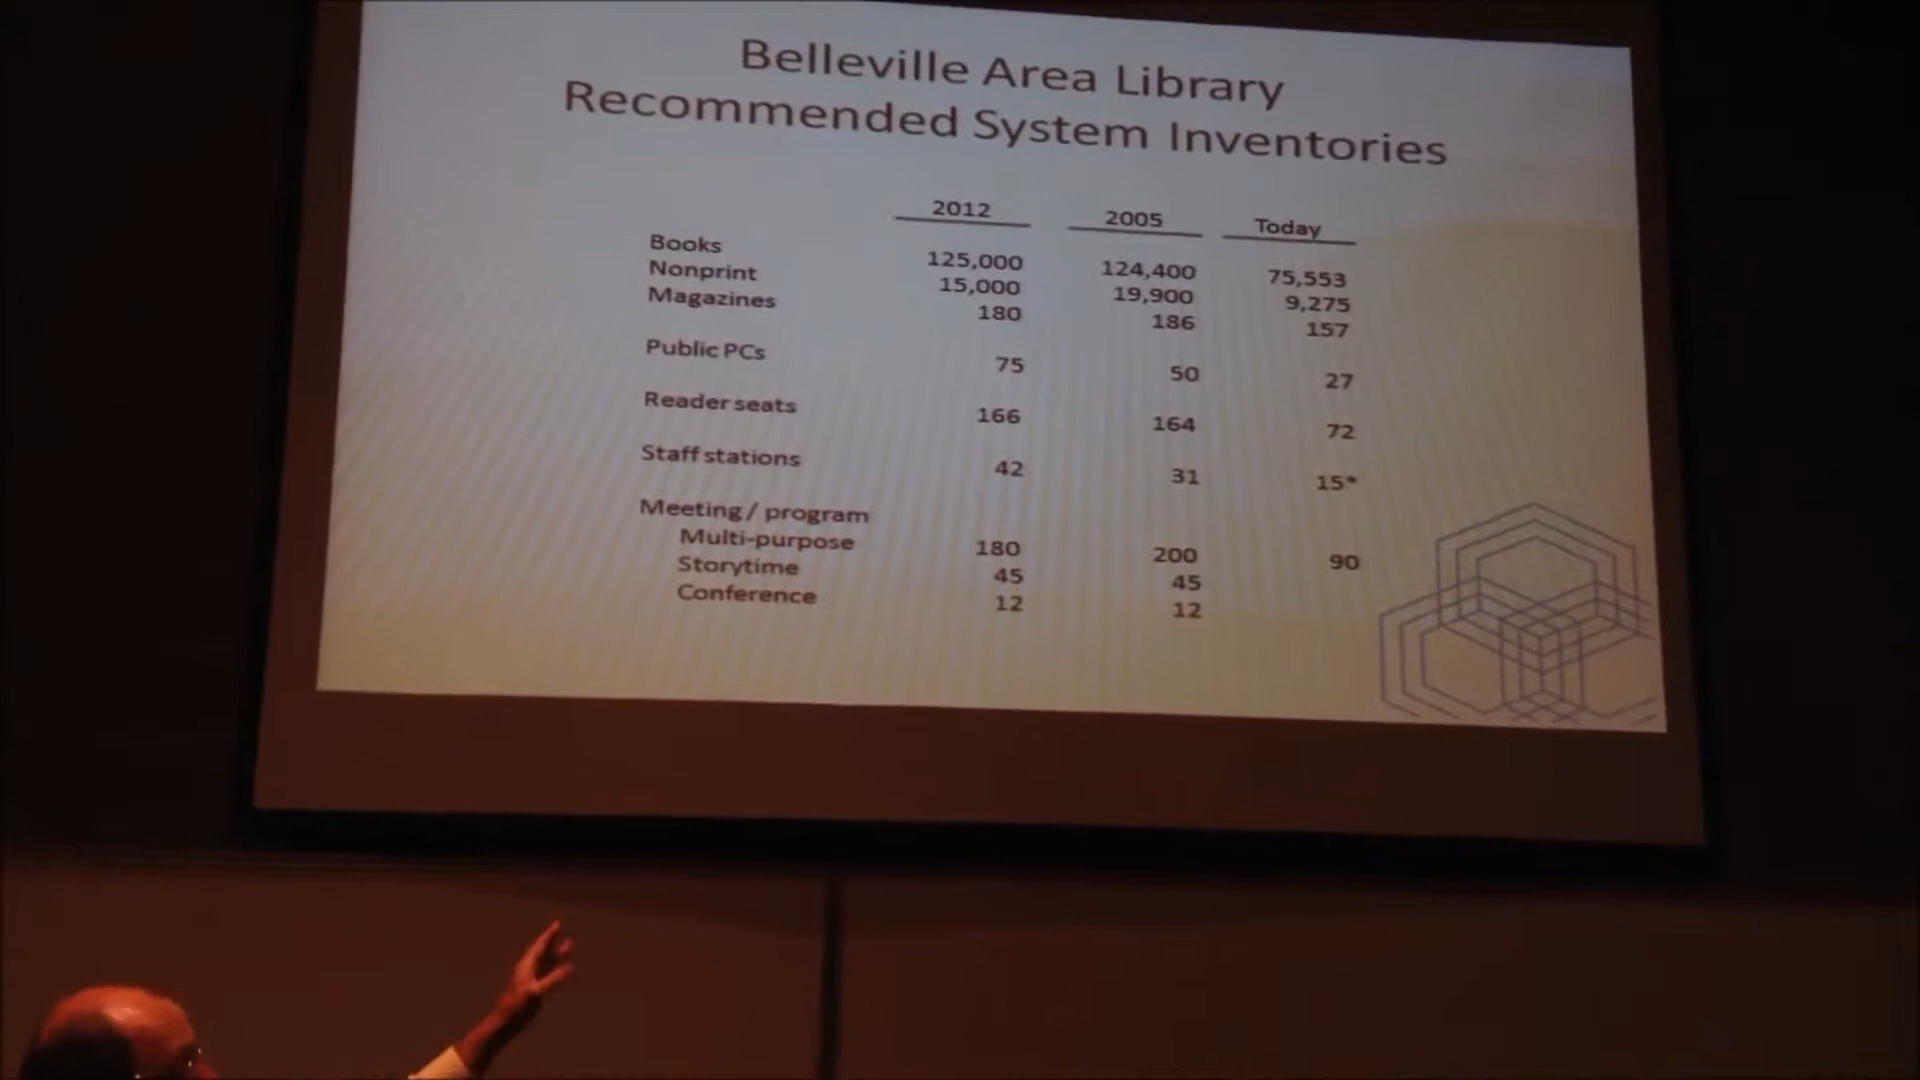 Belleville Area Library
Recommended System Inventories
2012 2005 Today
Books 125,000 124,400 75,553
Nonprint 15,000 19,900 9,275
Magazines 180 186 157
Public PCs 75 50 27
Reader seats 166 164 72
Staff stations 42 31 15*
Meeting / program
Multi-purpose 180 200 90
Storytime 45 45
Conference 12 12